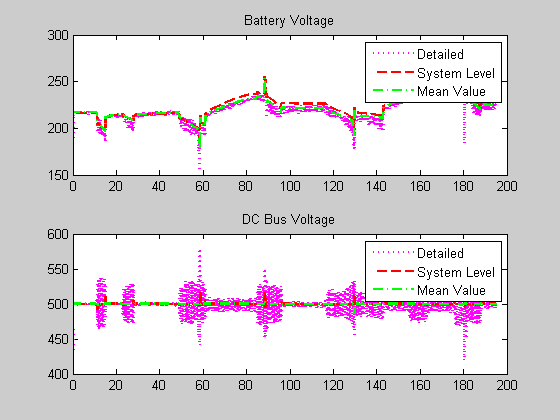 Battery Voltage
300
250
200
150
Detailed
System Level
Mean Value
0 20 40 60 80 100 120 140 160 180 200
DC Bus Voltage
600
550
500
450
400
Detailed
System Level
Mean Value
0 20 40 60 80 100 120 140 160 180 200